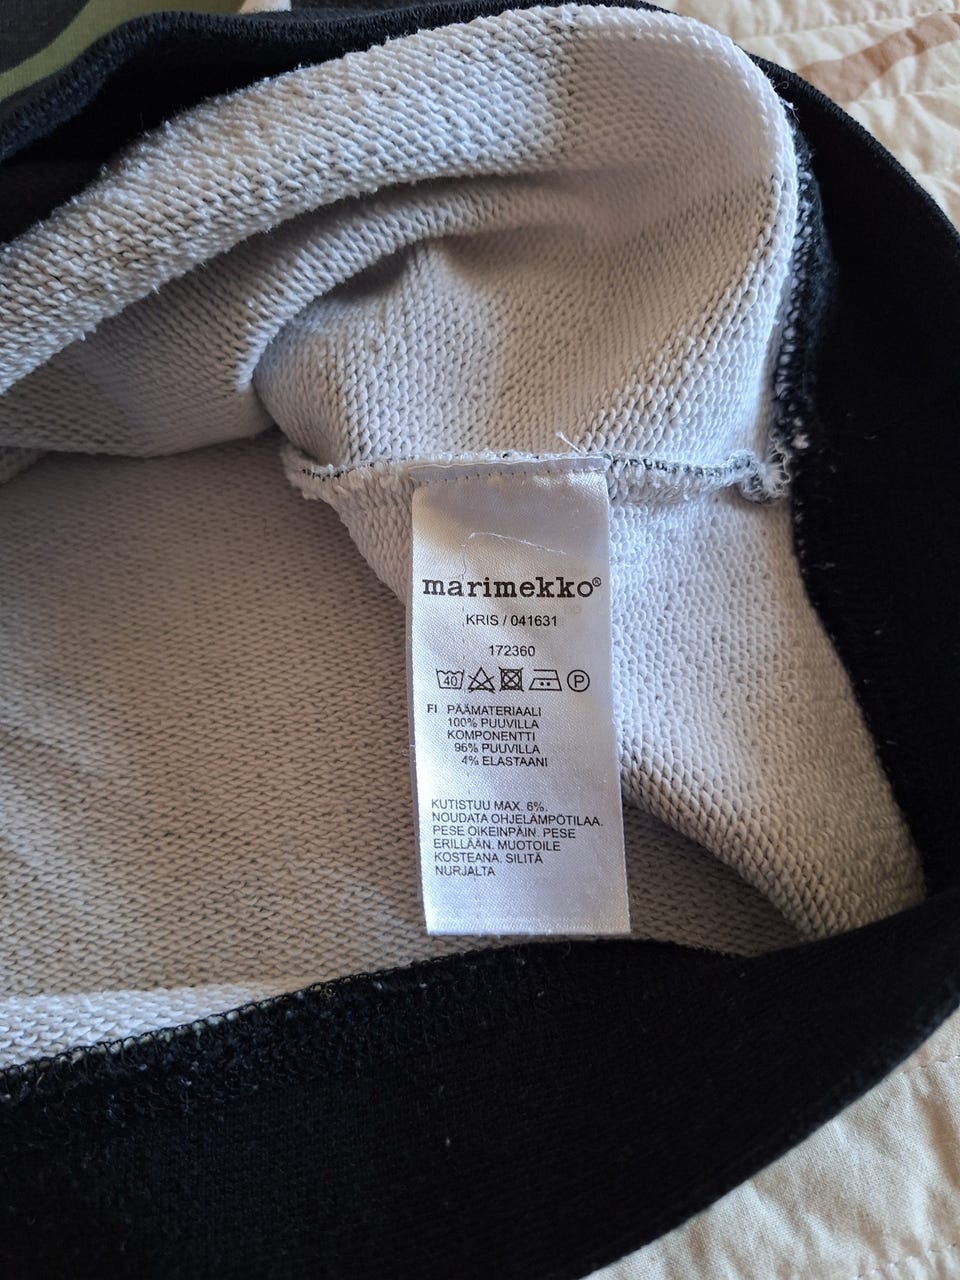 marimekko®
KRIS / 041631
172360
40 P
FI PÄÄMATERIAALI
100% PUUVILLA
KOMPONENTTI
96% PUUVILLA
4% ELASTAANI
KUTISTUU MAX. 6%.
NOUDATA OHJELÄMPÖTILAA.
PESE OIKEINPÄIN. PESE
ERILLÄÄN. MUOTOILE
KOSTEANA. SILITÄ
NURJALTA